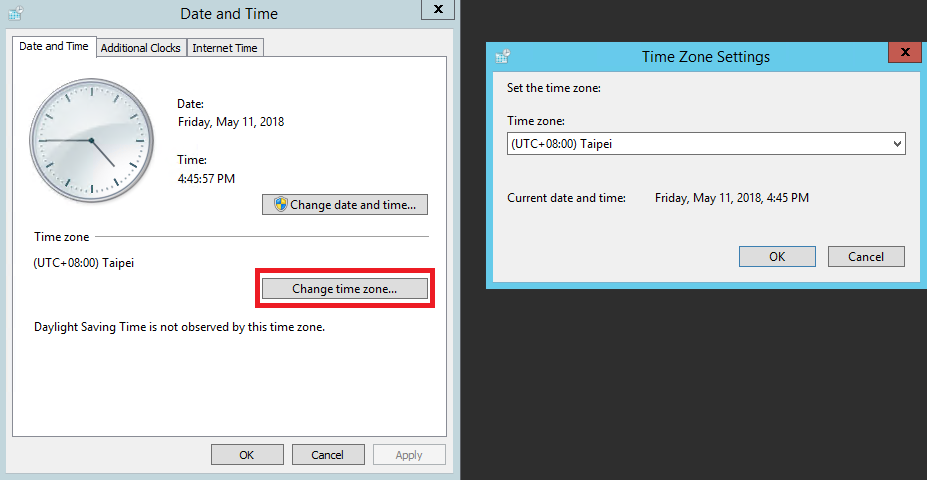 Date and Time
x
Date and Time
Additional Clocks
Internet Time
Date:
Friday, May 11, 2018
Time:
4:45:57 PM
Change date and time...
Time zone
(UTC+08:00) Taipei
Change time zone...
Daylight Saving Time is not observed by this time zone.
OK
Cancel
Apply
Time Zone Settings
x
Set the time zone:
Time zone:
(UTC+08:00) Taipei
Current date and time:
Friday, May 11, 2018, 4:45 PM
OK
Cancel